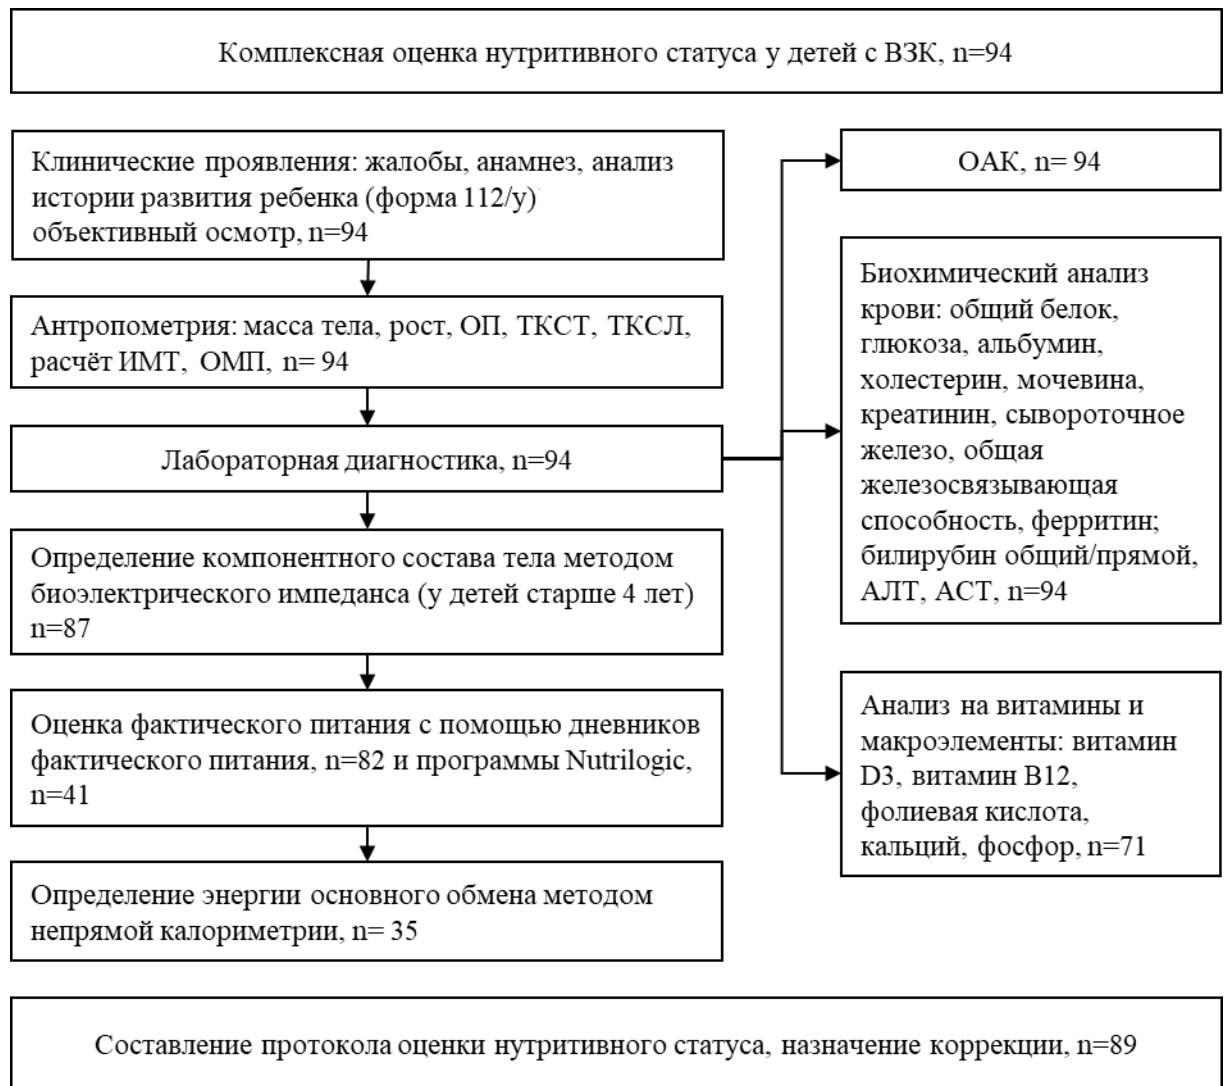 Комплексная оценка нутритивного статуса у детей с ВЗК, n=94
Клинические проявления: жалобы, анамнез, анализ
истории развития ребенка (форма 112/у)
объективный осмотр, n=94
Антропометрия: масса тела, рост, ОП, ТКСТ, ТКСЛ,
расчёт ИМТ, ОМП, n= 94
Лабораторная диагностика, n=94
Определение компонентного состава тела методом
биоэлектрического импеданса (у детей старше 4 лет)
n=87
Оценка фактического питания с помощью дневников
фактического питания, n=82 и программы Nutrilogic,
n=41
Определение энергии основного обмена методом
непрямой калориметрии, n= 35
ОАК, n= 94
Биохимический анализ
крови: общий белок,
глюкоза, альбумин,
холестерин, мочевина,
креатинин, сывороточное
железо, общая
железосвязывающая
способность, ферритин;
билирубин общий/прямой,
АЛТ, АСТ, n=94
Анализ на витамины и
макроэлементы: витамин
D3, витамин B12,
фолиевая кислота,
кальций, фосфор, n=71
Составление протокола оценки нутритивного статуса, назначение коррекции, n=89